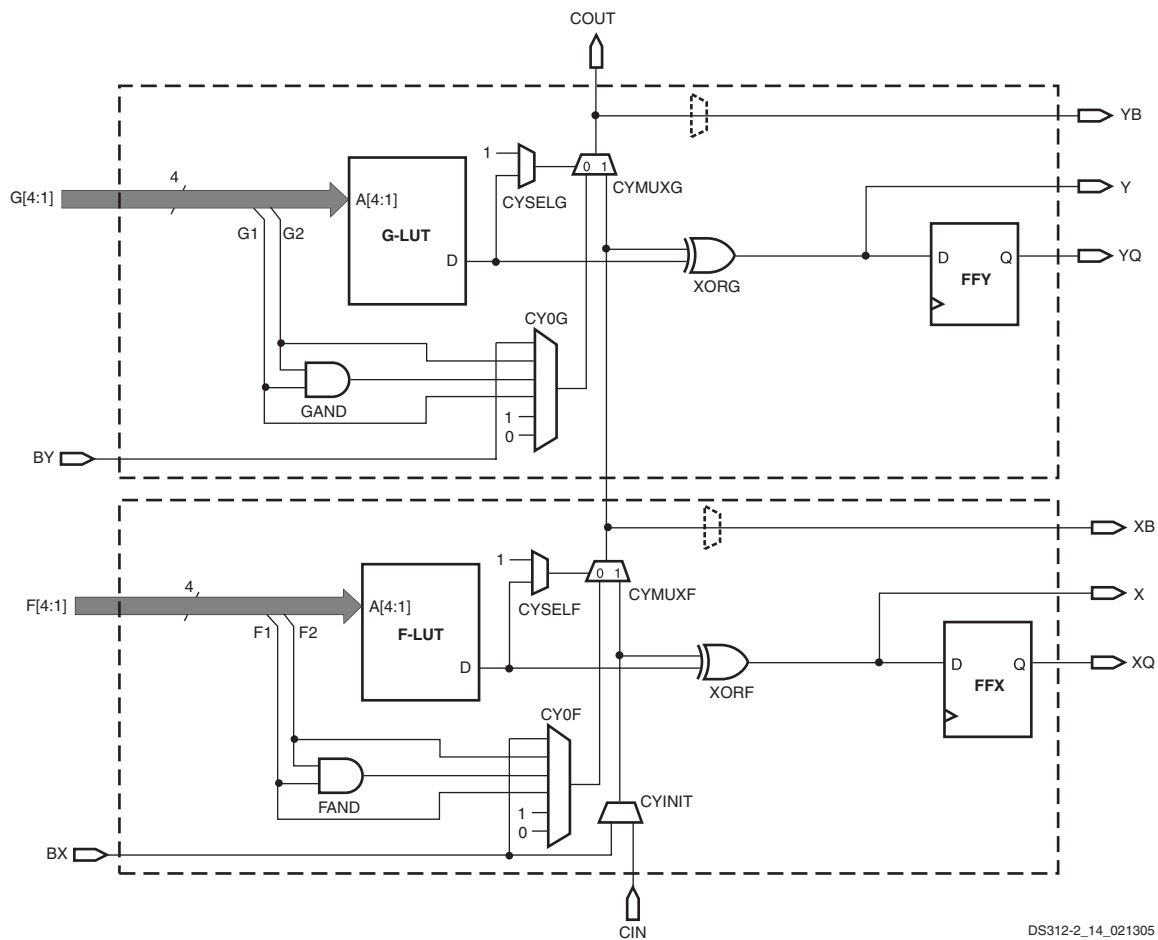 COUT
YB
4
1
0 1
CYMUXG
CYSELG
Y
G[4:1]
A[4:1]
G1
G2
G-LUT
D
XORG
D
Q
FFY
YQ
CY0G
GAND
1
0
BY
XB
1
0 1
CYMUXF
CYSELF
4
F[4:1]
A[4:1]
X
F1
F2
F-LUT
D
XORF
D
Q
FFX
XQ
CY0F
FAND
CYINIT
1
0
BX
CIN
DS312-2_14_021305